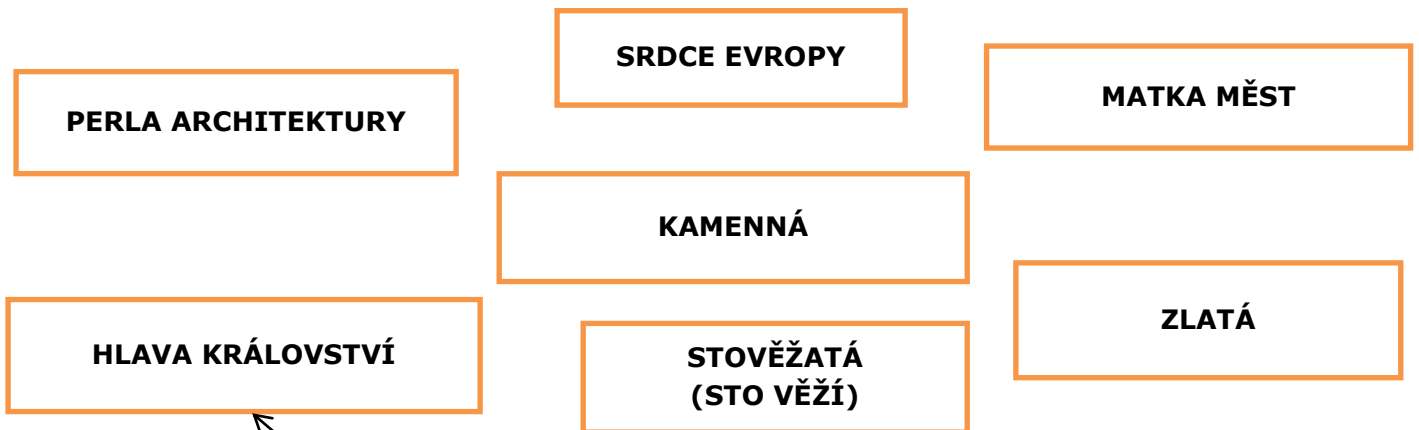 SRDCE EVROPY
MATKA MĚST
PERLA ARCHITEKTURY
KAMENNÁ
ZLATÁ
HLAVA KRÁLOVSTVÍ
STOVĚŽATÁ
(STO VĚŽÍ)